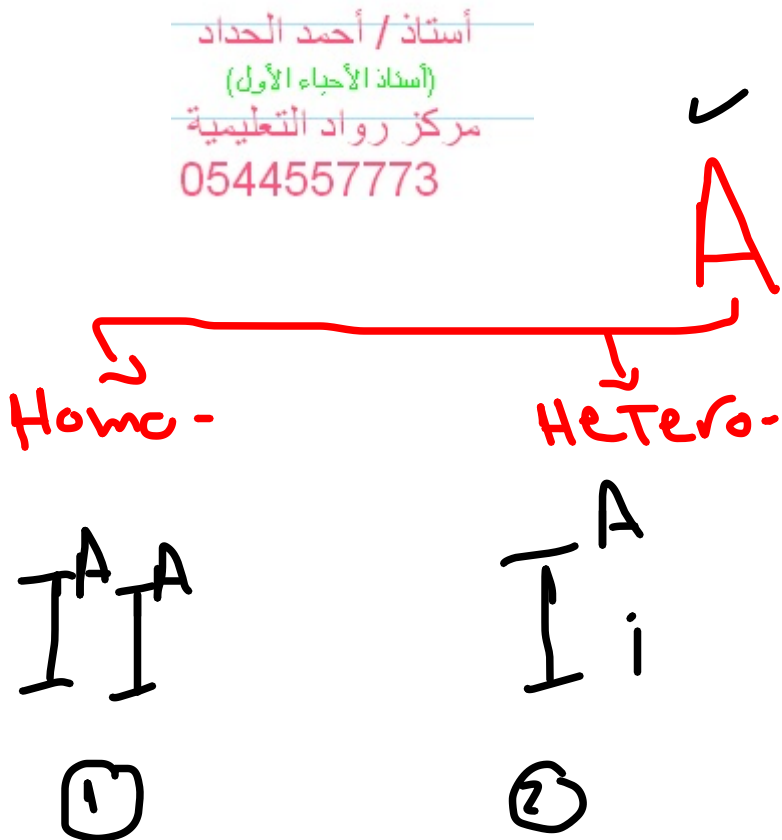 أستاذ / أحمد الحداد
(أستاذ الأحياء الأول)
مركز رواد التعليمية
0544557773
A
Homo- Hetero-
I^A I^A I^A i
1 2